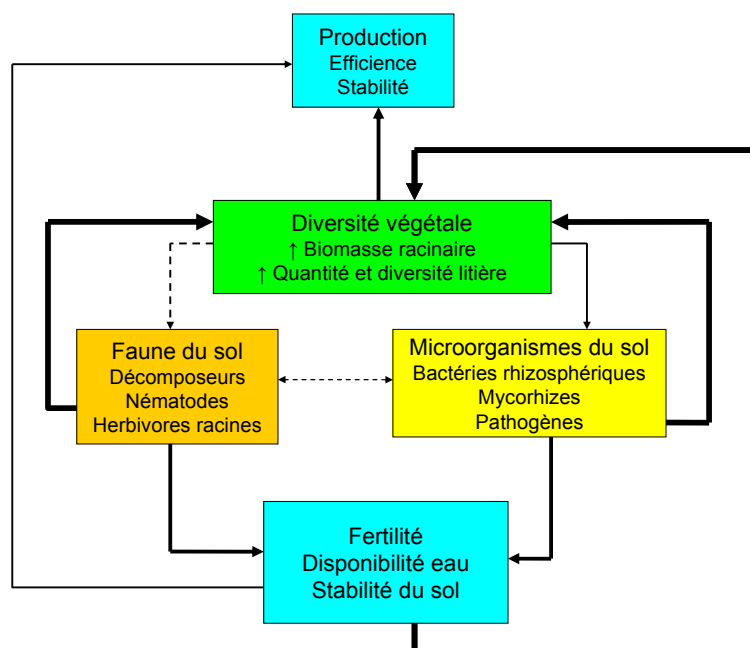 Production
Efficience
Stabilité
Diversité végétale
↑ Biomasse racinaire
↑ Quantité et diversité litière
Faune du sol
Décomposeurs
Nématodes
Herbivores racines
Microorganismes du sol
Bactéries rhizosphériques
Mycorhizes
Pathogènes
Fertilité
Disponibilité eau
Stabilité du sol